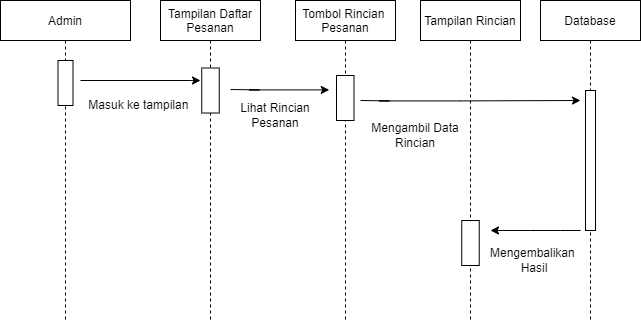 Admin
Tampilan Daftar
Pesanan
Tombol Rincian
Pesanan
Tampilan Rincian
Database
Masuk ke tampilan
Lihat Rincian
Pesanan
Mengambil Data
Rincian
Mengembalikan
Hasil